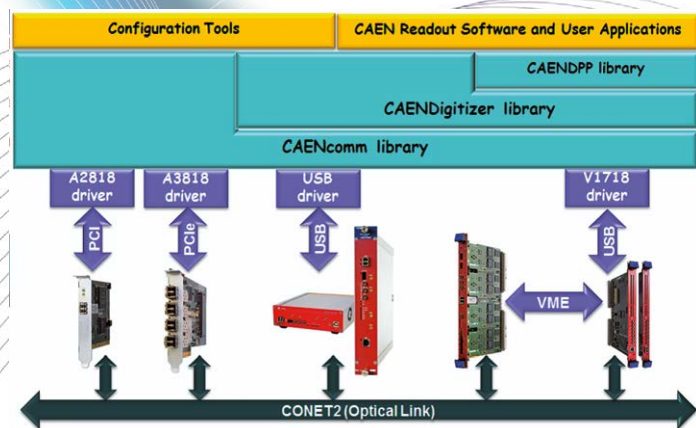 Configuration Tools
CAEN Readout Software and User Applications
CAENDPP library
CAENDigitizer library
CAENcomm library
A2818
driver
A3818
driver
USB
driver
V1718
driver
PCI
PCIe
USB
USB
VME
CONET2 (Optical Link)